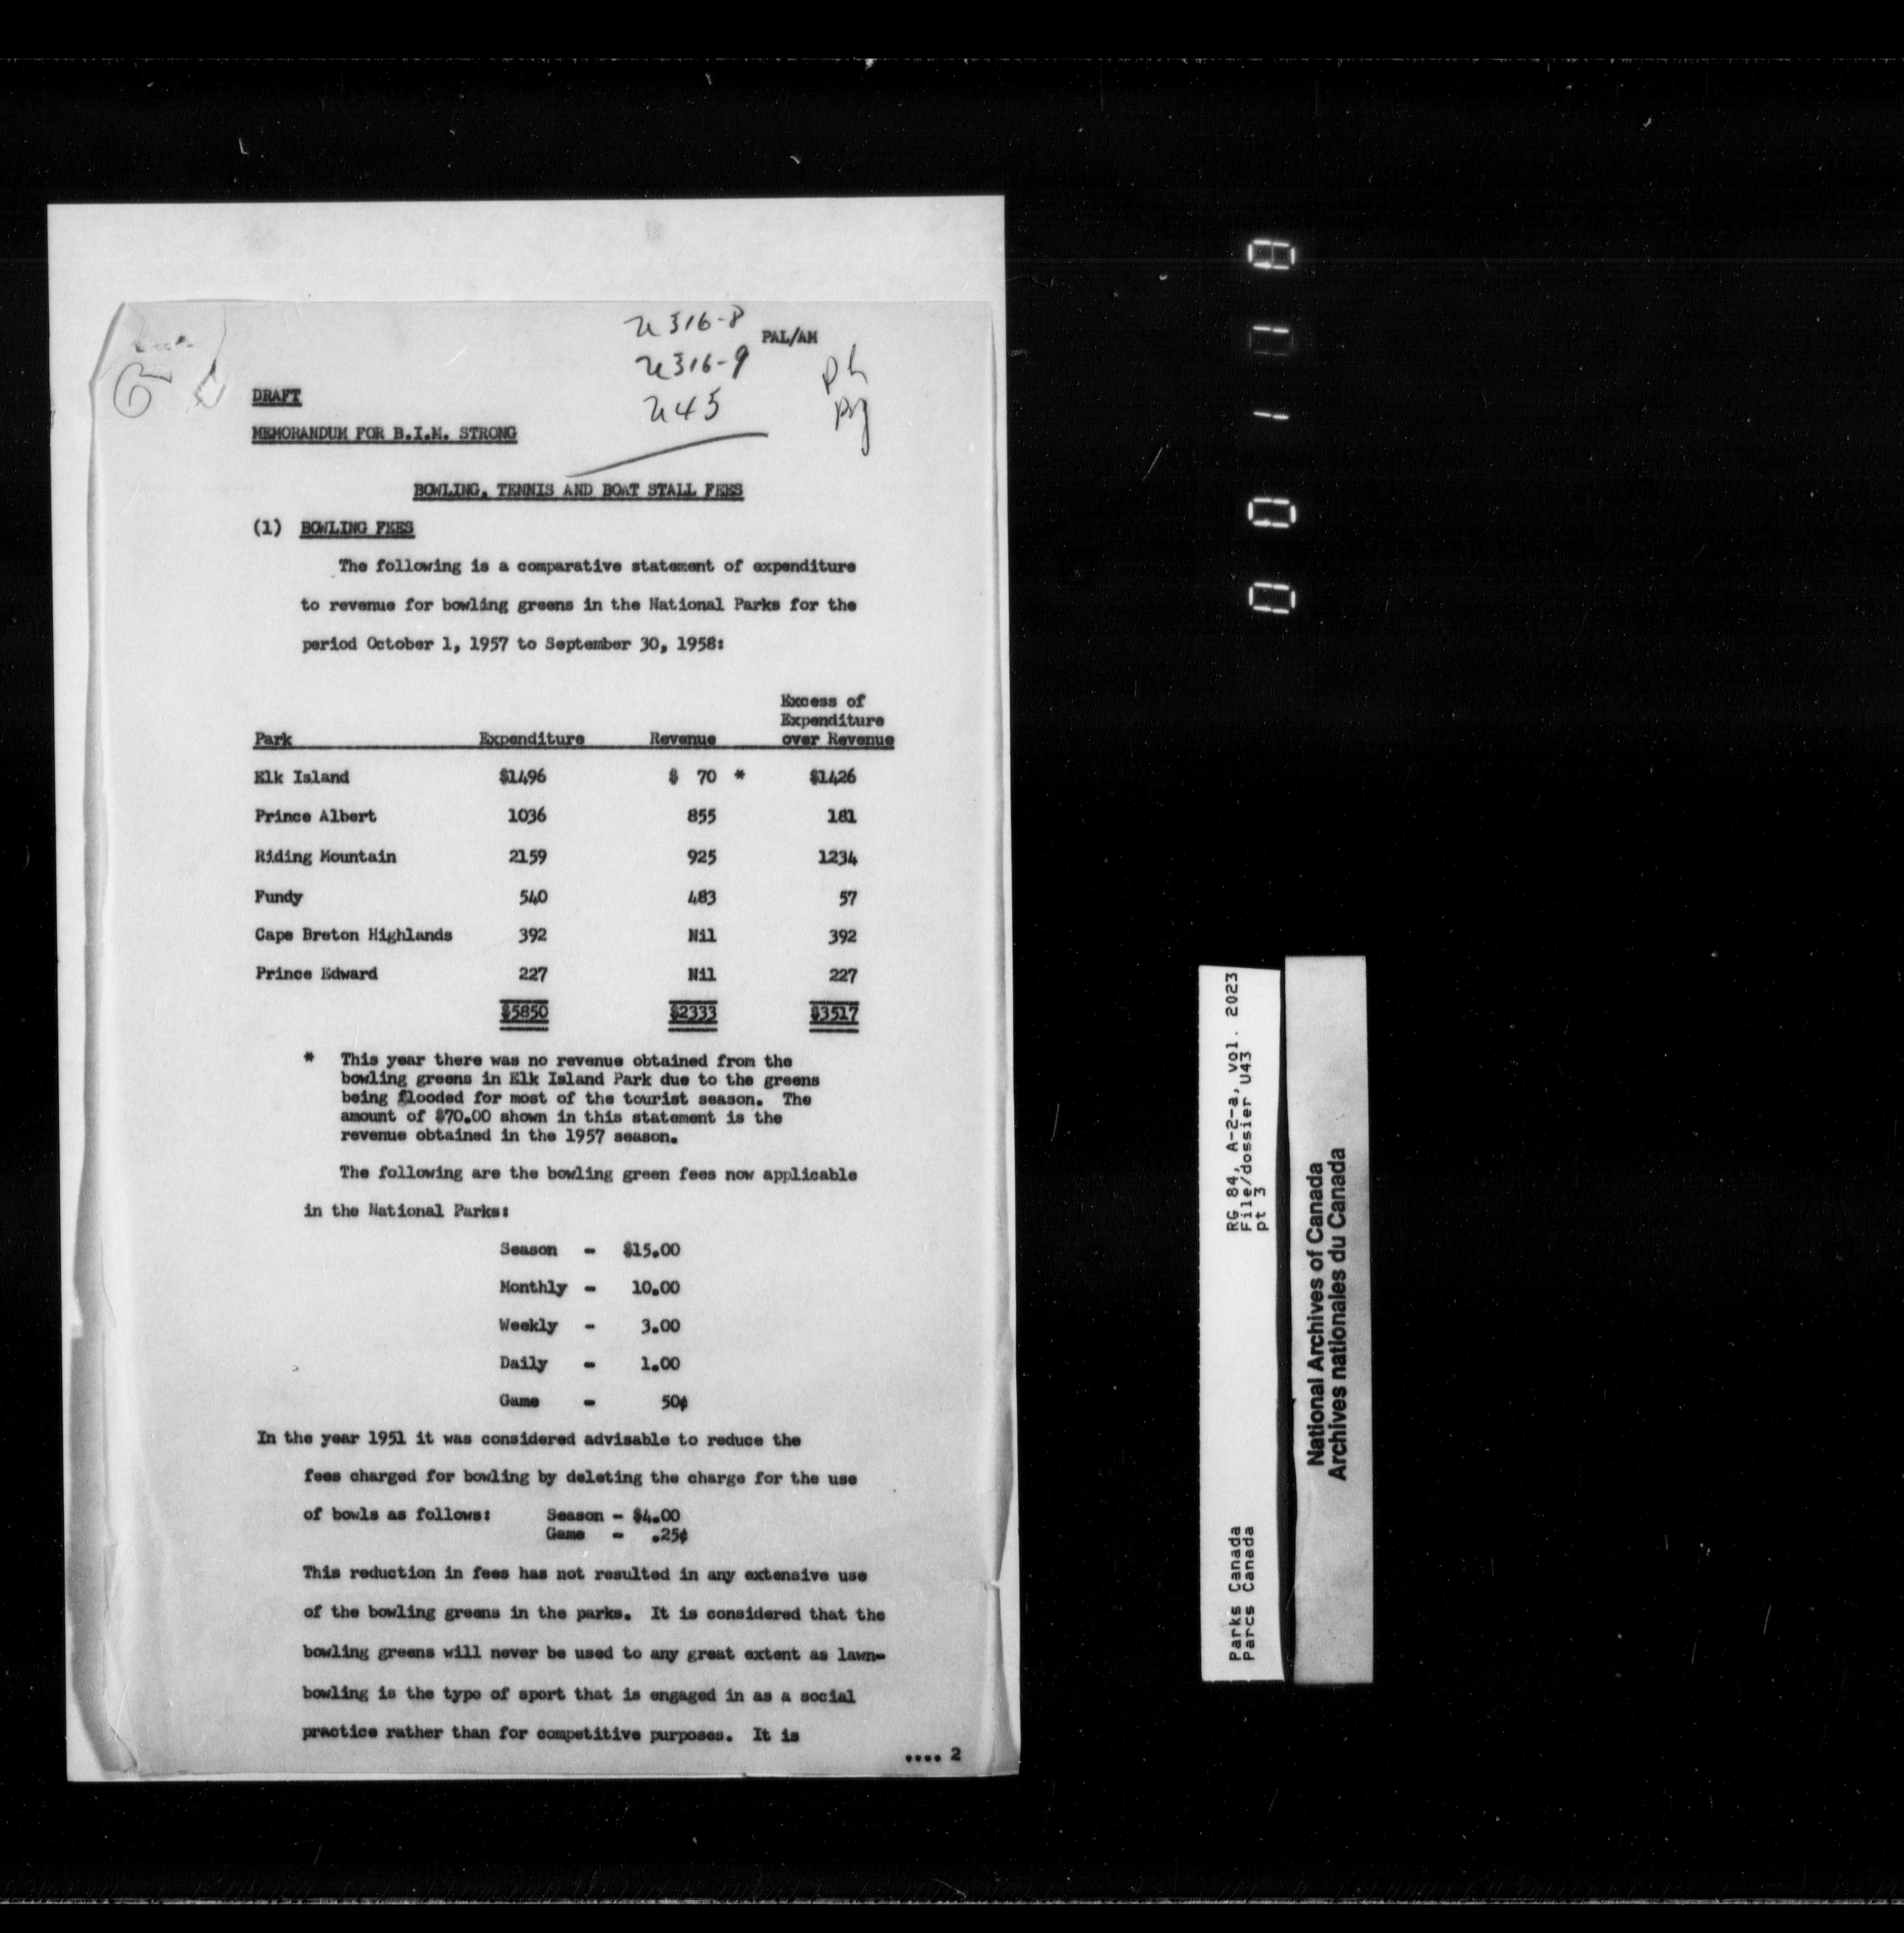 U316-8
PAL/AM
U316-9
U45
DRAFT
MEMORANDUM FOR B.I.M. STRONG
BOWLING, TENNIS AND BOAT STALL FEES
(1) BOWLING FEES
The following is a comparative statement of expenditure
to revenue for bowling greens in the National Parks for the
period October 1, 1957 to September 30, 1958:
Park Expenditure Revenue Excess of Expenditure over Revenue
Elk Island $1496 $ 70 * $1426
Prince Albert 1036 855 181
Riding Mountain 2159 925 1234
Fundy 540 483 57
Cape Breton Highlands 392 Nil 392
Prince Edward 227 Nil 227
$5850 $2333 $3517
* This year there was no revenue obtained from the
bowling greens in Elk Island Park due to the greens
being flooded for most of the tourist season. The
amount of $70.00 shown in this statement is the
revenue obtained in the 1957 season.
The following are the bowling green fees now applicable
in the National Parks:
Season - $15.00
Monthly - 10.00
Weekly - 3.00
Daily - 1.00
Game - 50¢
In the year 1951 it was considered advisable to reduce the
fees charged for bowling by deleting the charge for the use
of bowls as follows: Season - $4.00
Game - .25¢
This reduction in fees has not resulted in any extensive use
of the bowling greens in the parks. It is considered that the
bowling greens will never be used to any great extent as lawn-
bowling is the type of sport that is engaged in as a social
practice rather than for competitive purposes. It is
.... 2
RG 84, A-2-a, vol. 2023
File/dossier U43
pt 3
Parks Canada
Parcs Canada
National Archives of Canada
Archives nationales du Canada